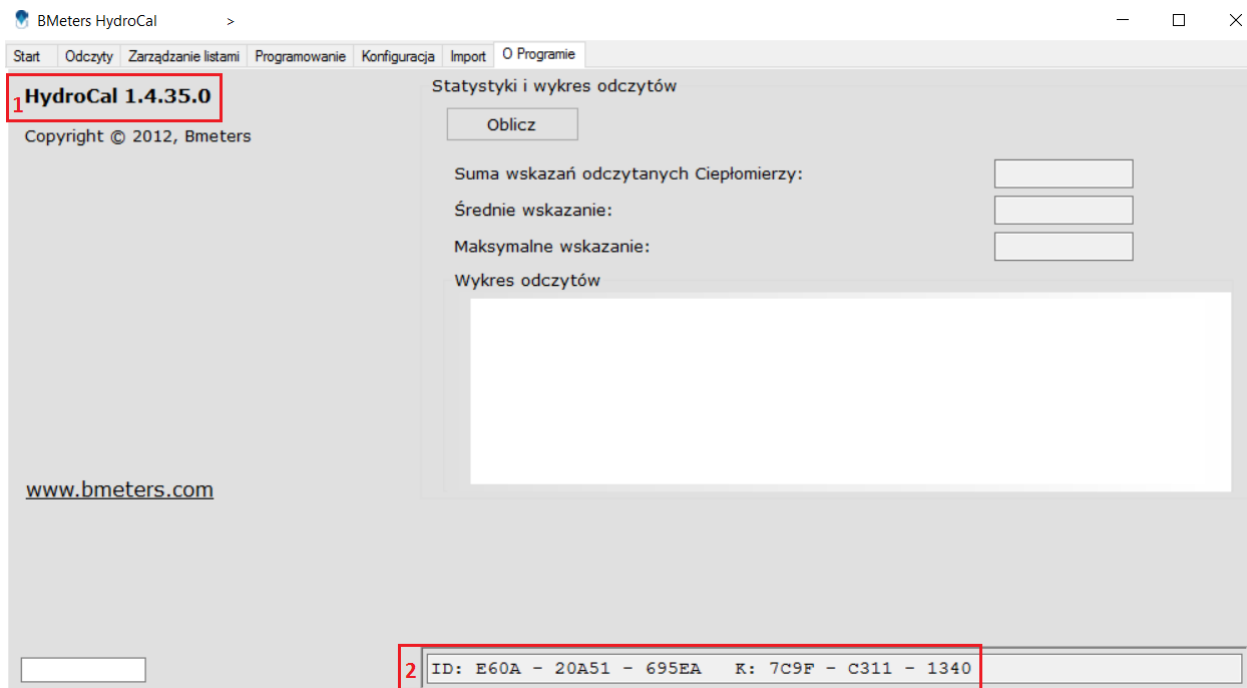 BMeters HydroCal >
Start Odczyty Zarządzanie listami Programowanie Konfiguracja Import O Programie
1 HydroCal 1.4.35.0
Copyright © 2012, Bmeters
www.bmeters.com
Statystyki i wykres odczytów
Oblicz
Suma wskazań odczytanych Ciepłomierzy:
Średnie wskazanie:
Maksymalne wskazanie:
Wykres odczytów
2 ID: E60A - 20A51 - 695EA K: 7C9F - C311 - 1340